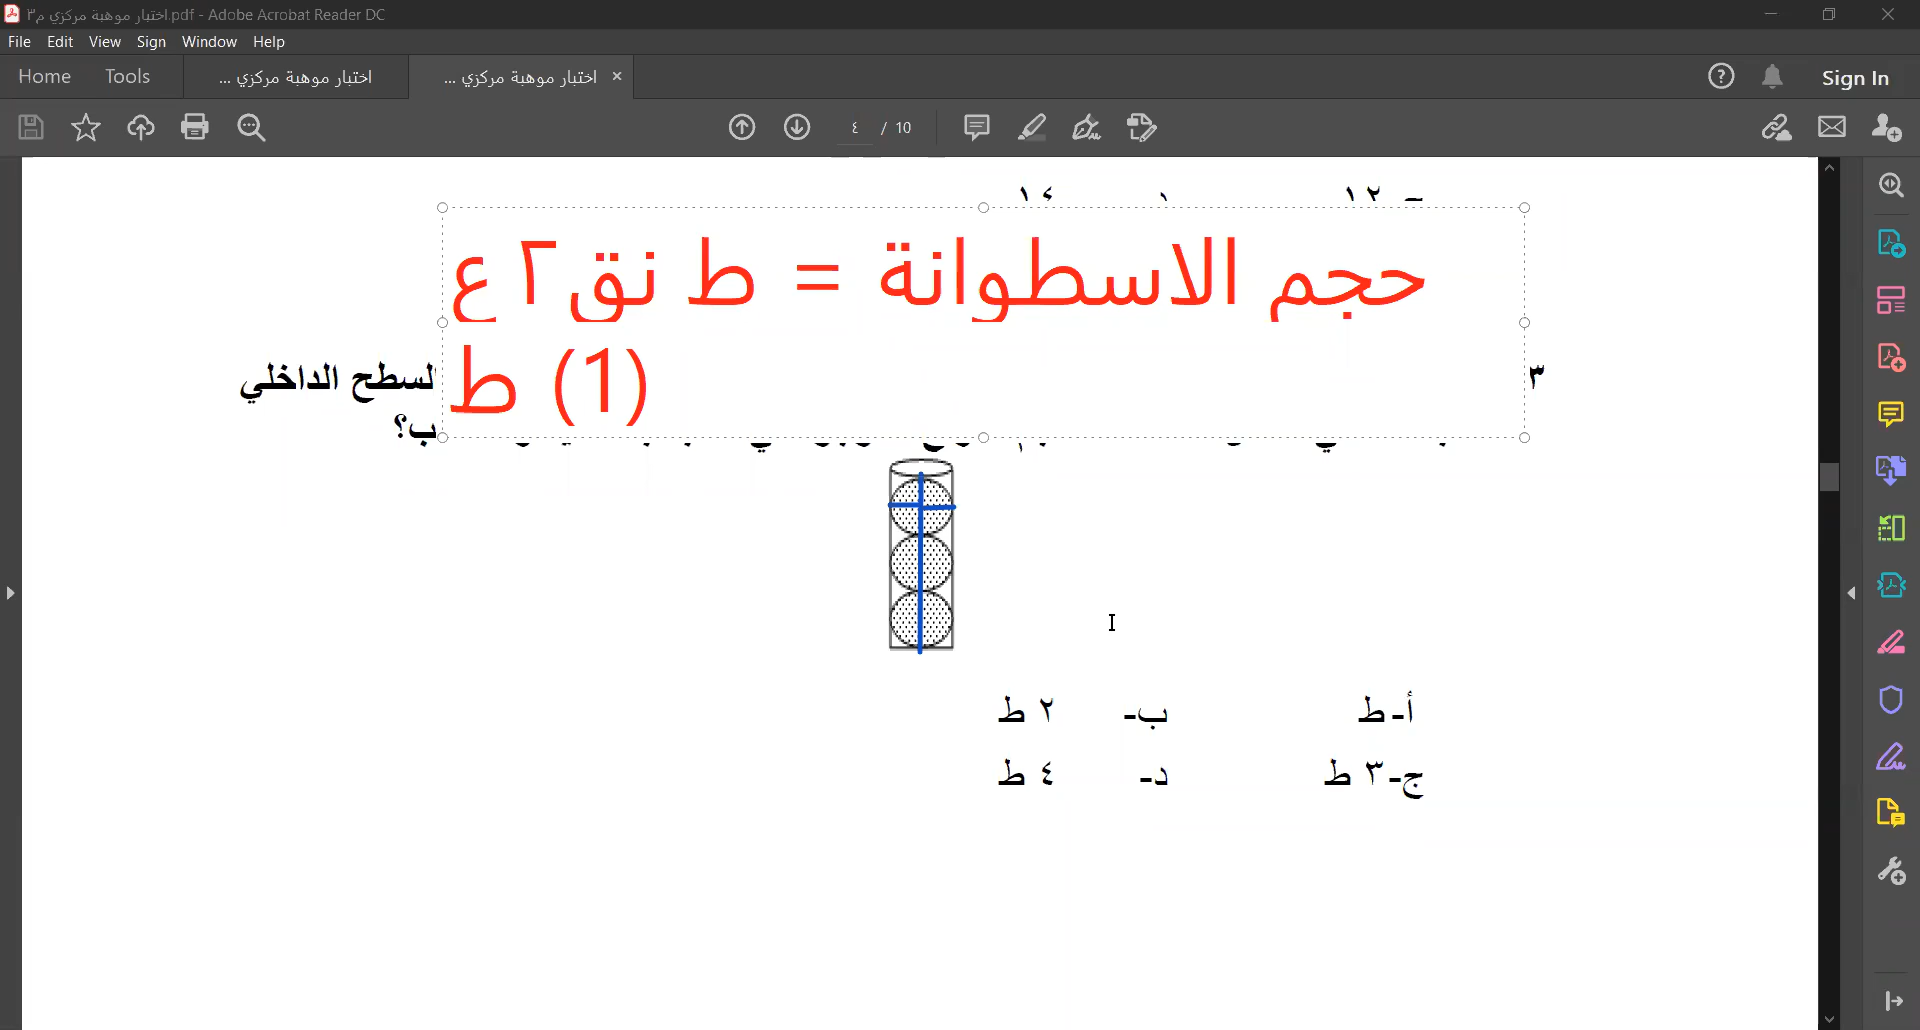 اختبار موهبة مركزي م٣.pdf - Adobe Acrobat Reader DC
File Edit View Sign Window Help
Home Tools اختبار موهبة مركزي ... اختبار موهبة مركزي ... × ? Sign In
٤ / 10
حجم الاسطوانة = ط نق٢ ع
ط (1)
٣ السطح الداخلي
أ- ط ب- ٢ ط
ج- ٣ ط د- ٤ ط